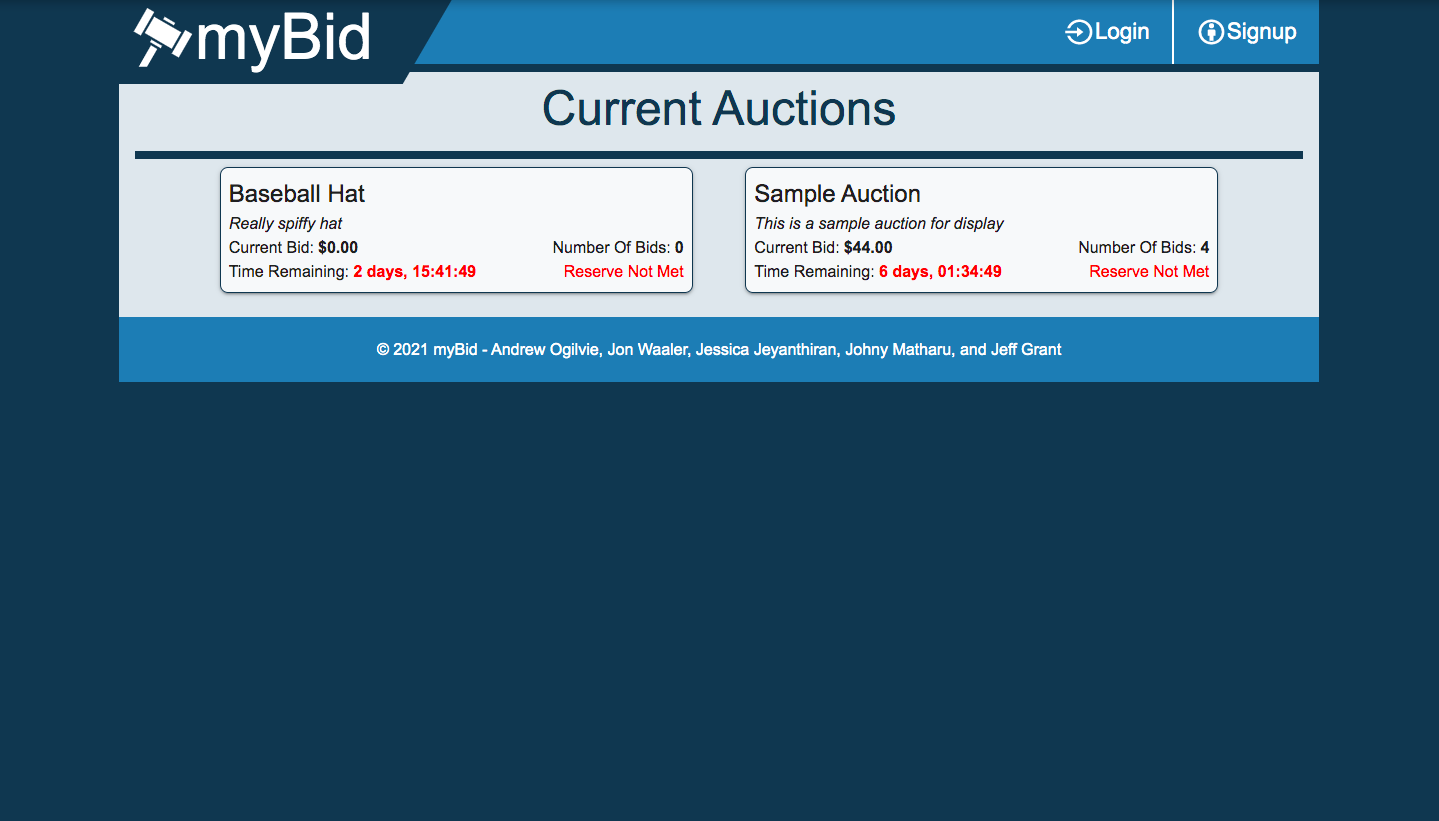 myBid
Login
Signup
Current Auctions
Baseball Hat
Really spiffy hat
Current Bid: $0.00
Number Of Bids: 0
Time Remaining: 2 days, 15:41:49
Reserve Not Met
Sample Auction
This is a sample auction for display
Current Bid: $44.00
Number Of Bids: 4
Time Remaining: 6 days, 01:34:49
Reserve Not Met
© 2021 myBid - Andrew Ogilvie, Jon Waaler, Jessica Jeyanthiran, Johny Matharu, and Jeff Grant